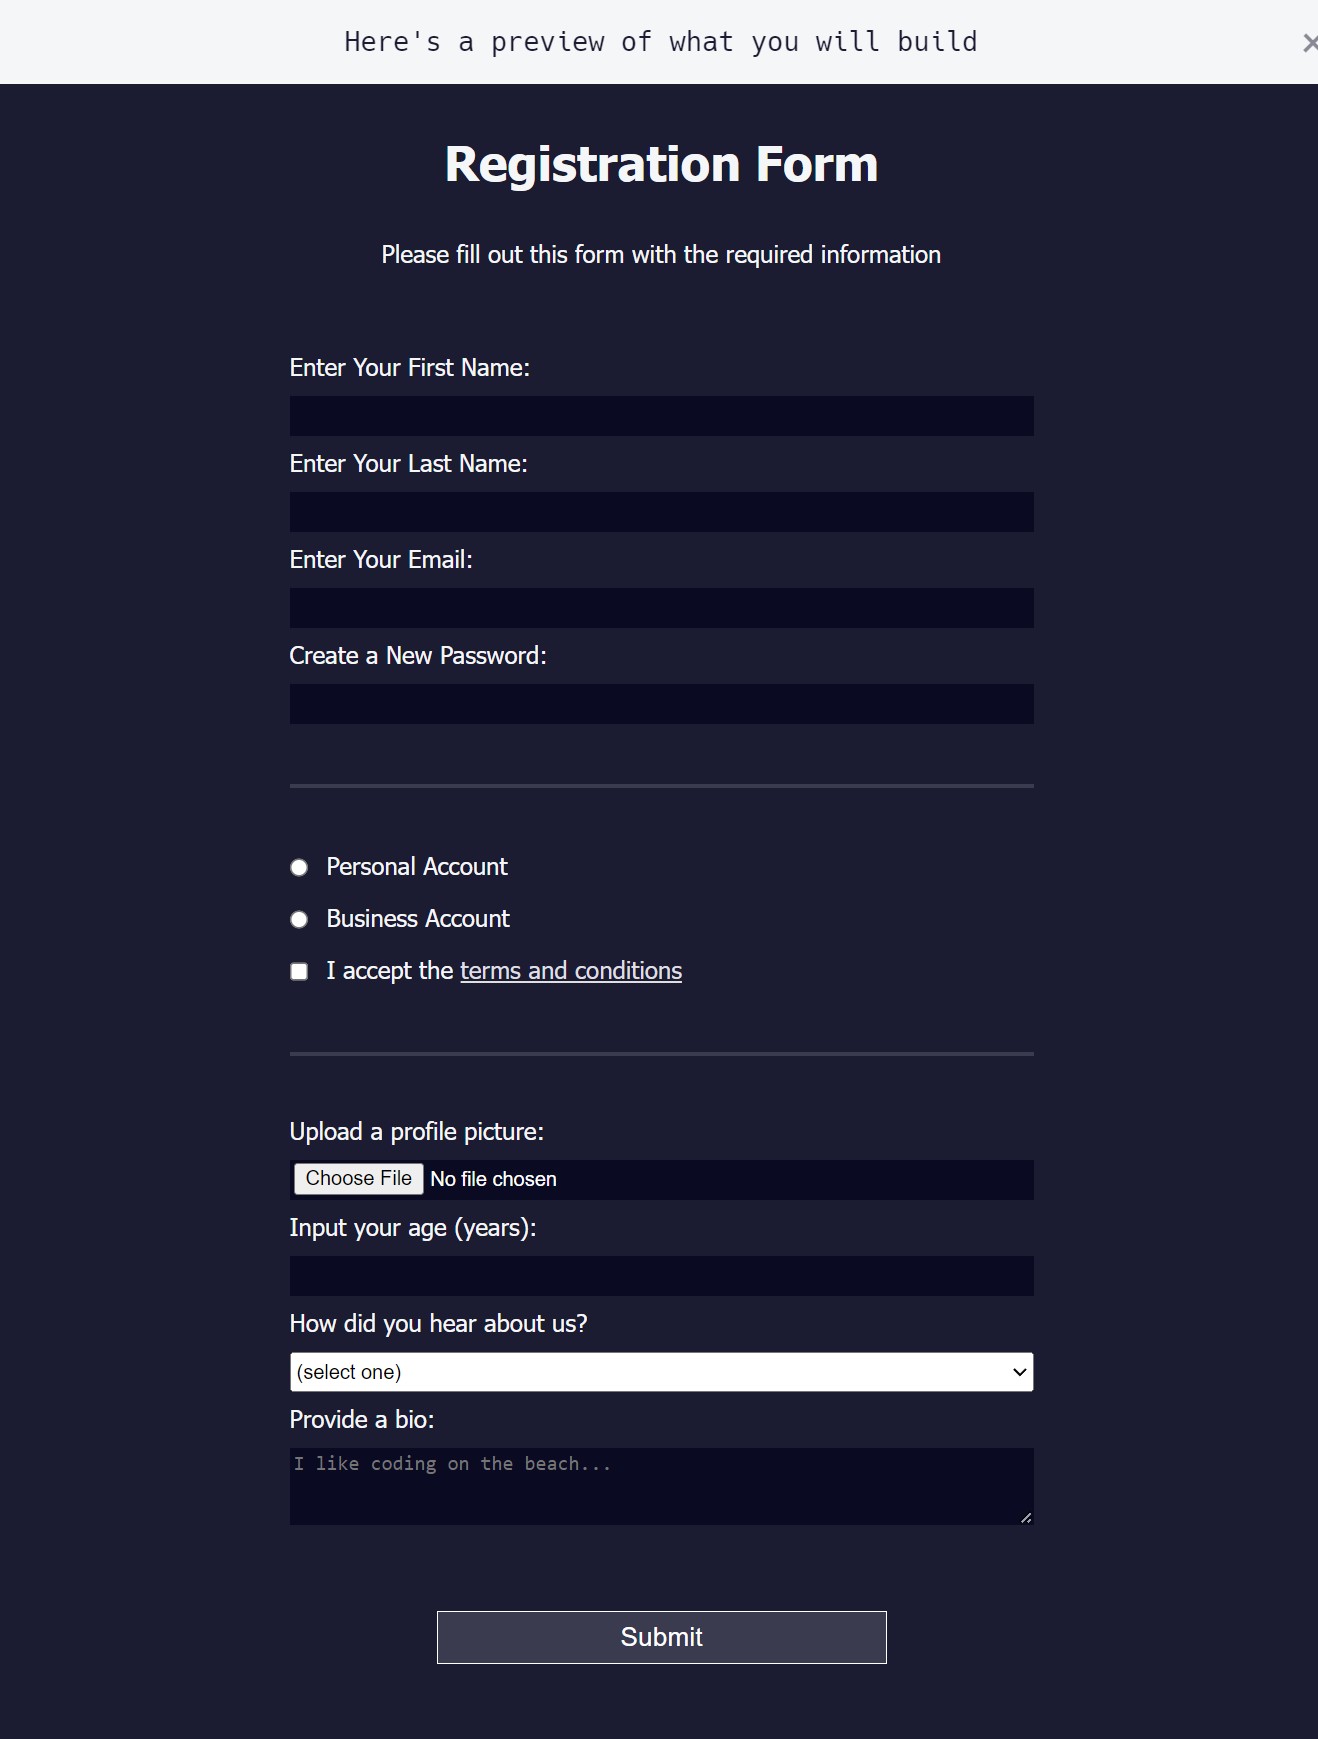 Here's a preview of what you will build
Registration Form
Please fill out this form with the required information
Enter Your First Name:
Enter Your Last Name:
Enter Your Email:
Create a New Password:
Personal Account
Business Account
I accept the terms and conditions
Upload a profile picture:
Choose File No file chosen
Input your age (years):
How did you hear about us?
(select one)
Provide a bio:
I like coding on the beach...
Submit